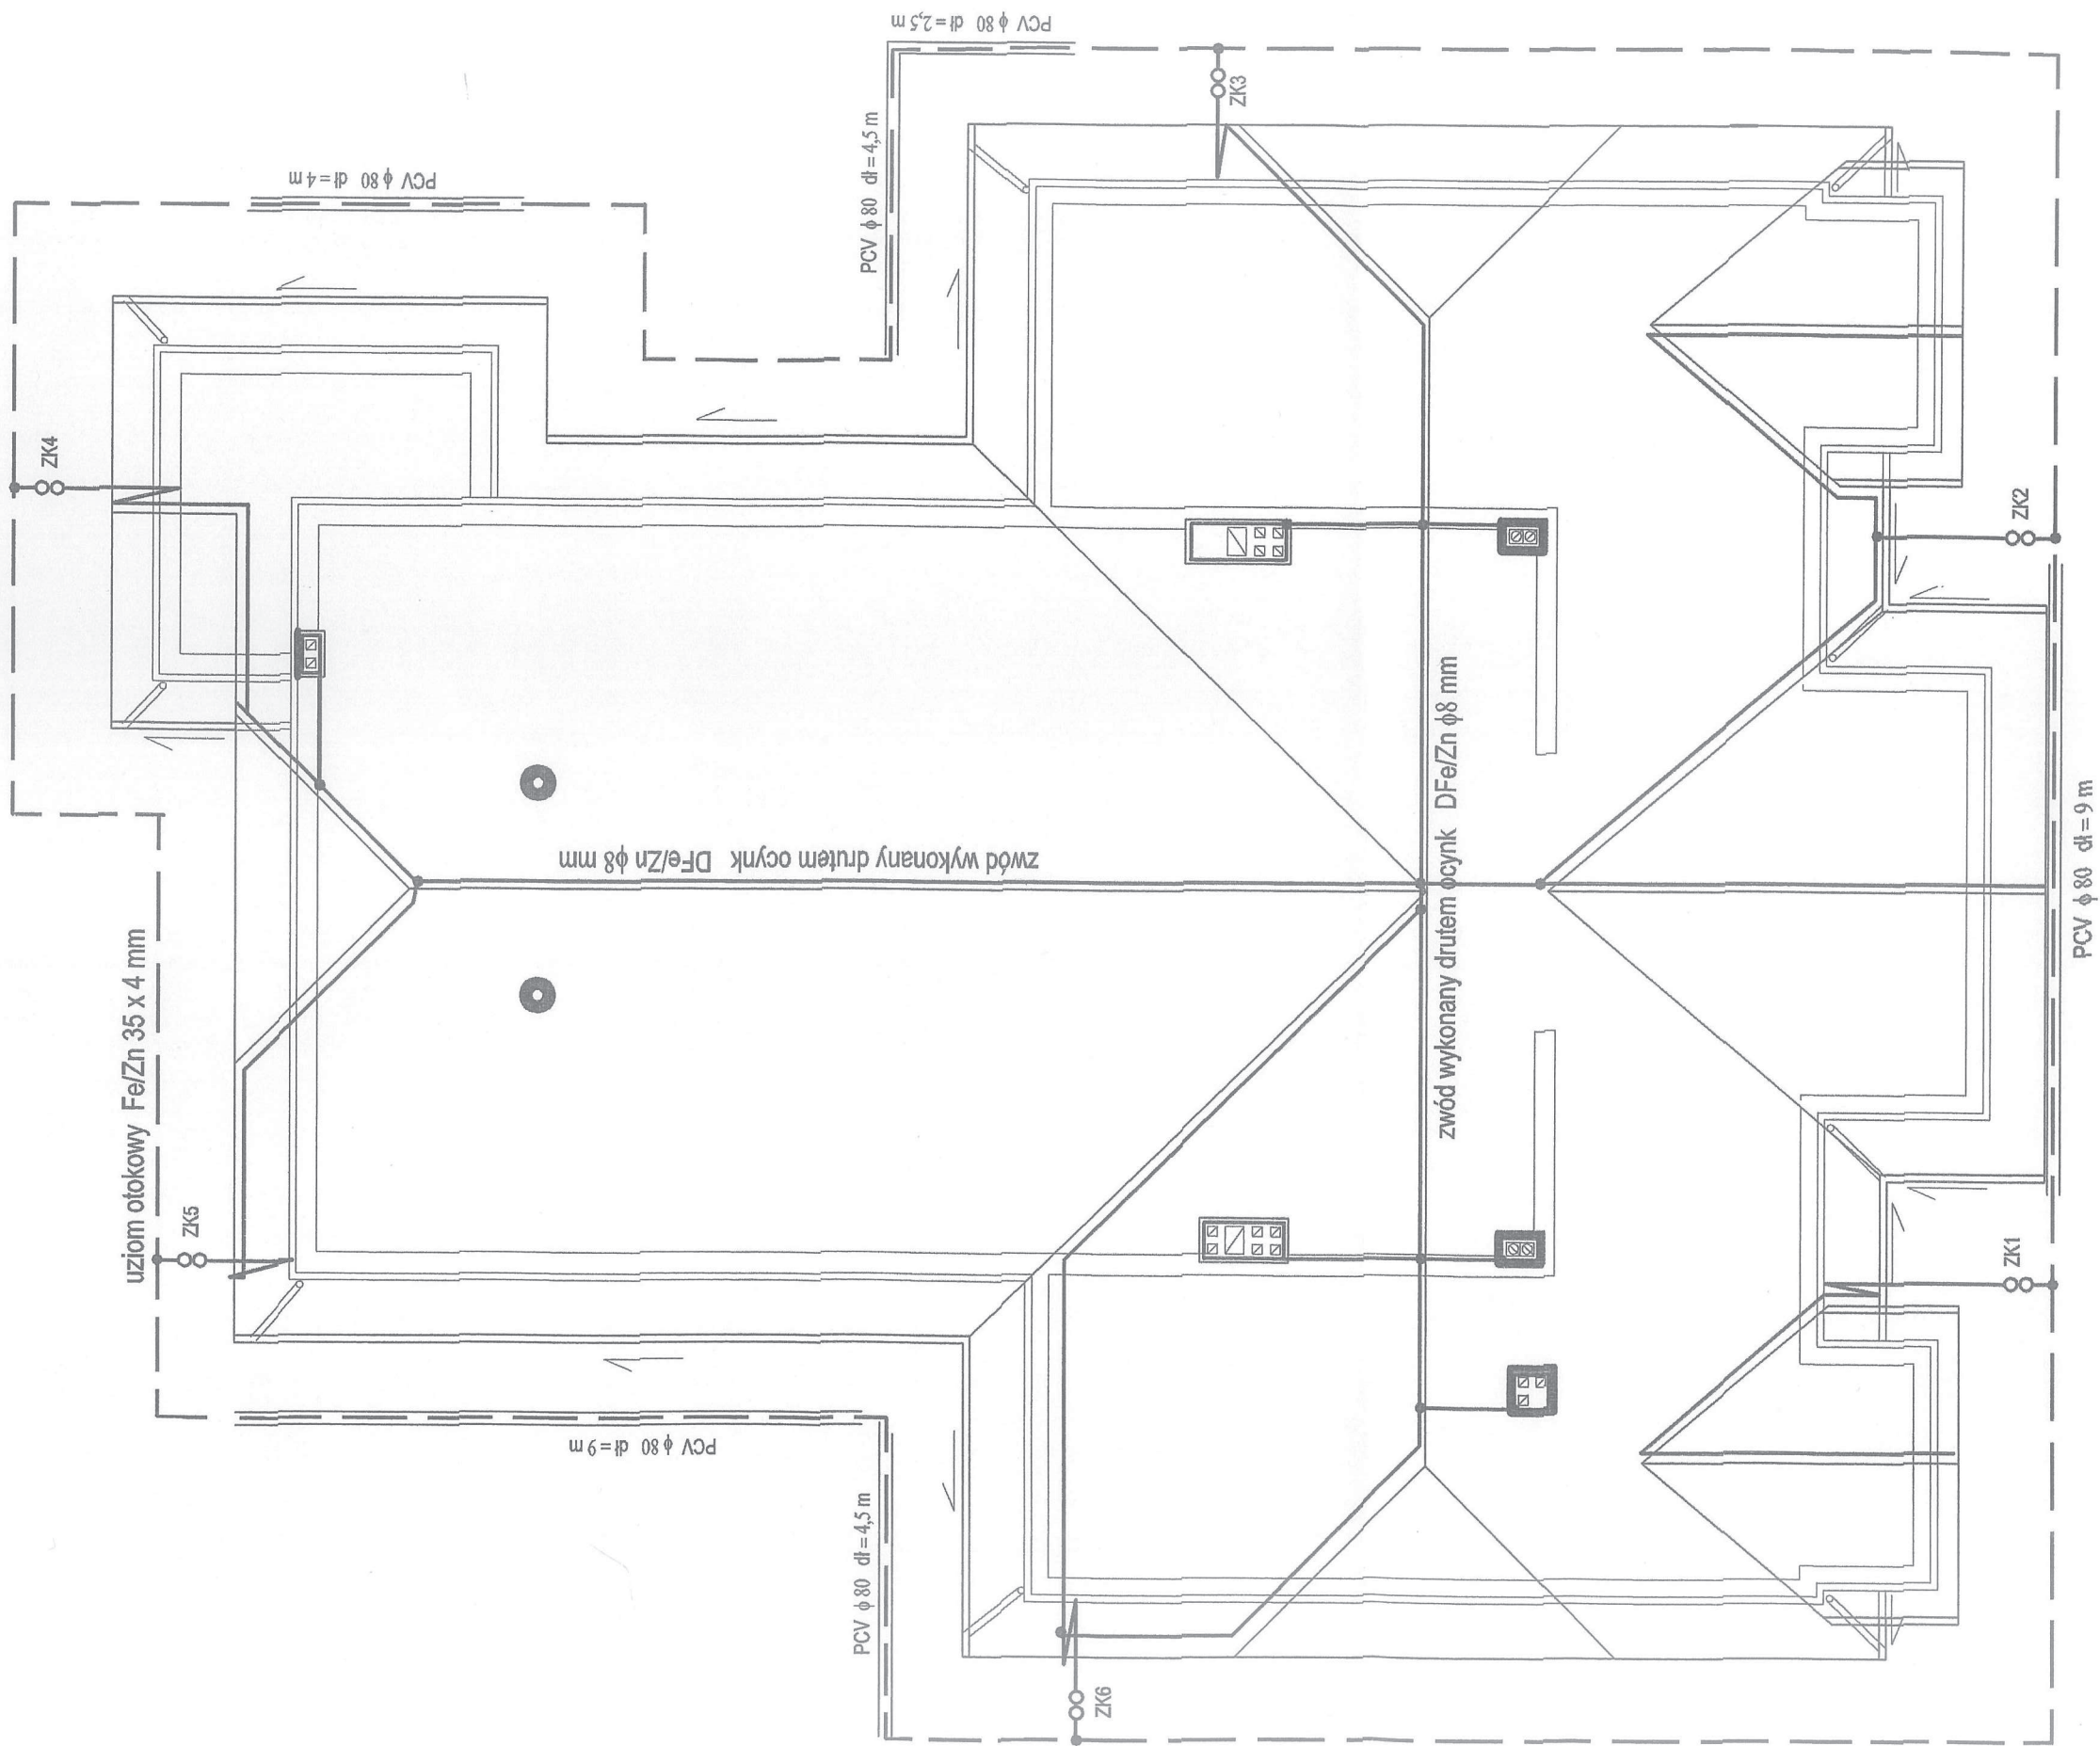 PCV ϕ 80 dł = 2,5 m
ZK3
PCV ϕ 80 dł = 4,5 m
PCV ϕ 80 dł = 4 m
ZK4
ZK2
zwód wykonany drutem ocynk DFe/Zn ϕ8 mm
zwód wykonany drutem ocynk DFe/Zn ϕ8 mm
PCV ϕ 80 dł = 9 m
uziom otokowy Fe/Zn 35 x 4 mm
ZK5
ZK1
PCV ϕ 80 dł = 9 m
PCV ϕ 80 dł = 4,5 m
ZK6